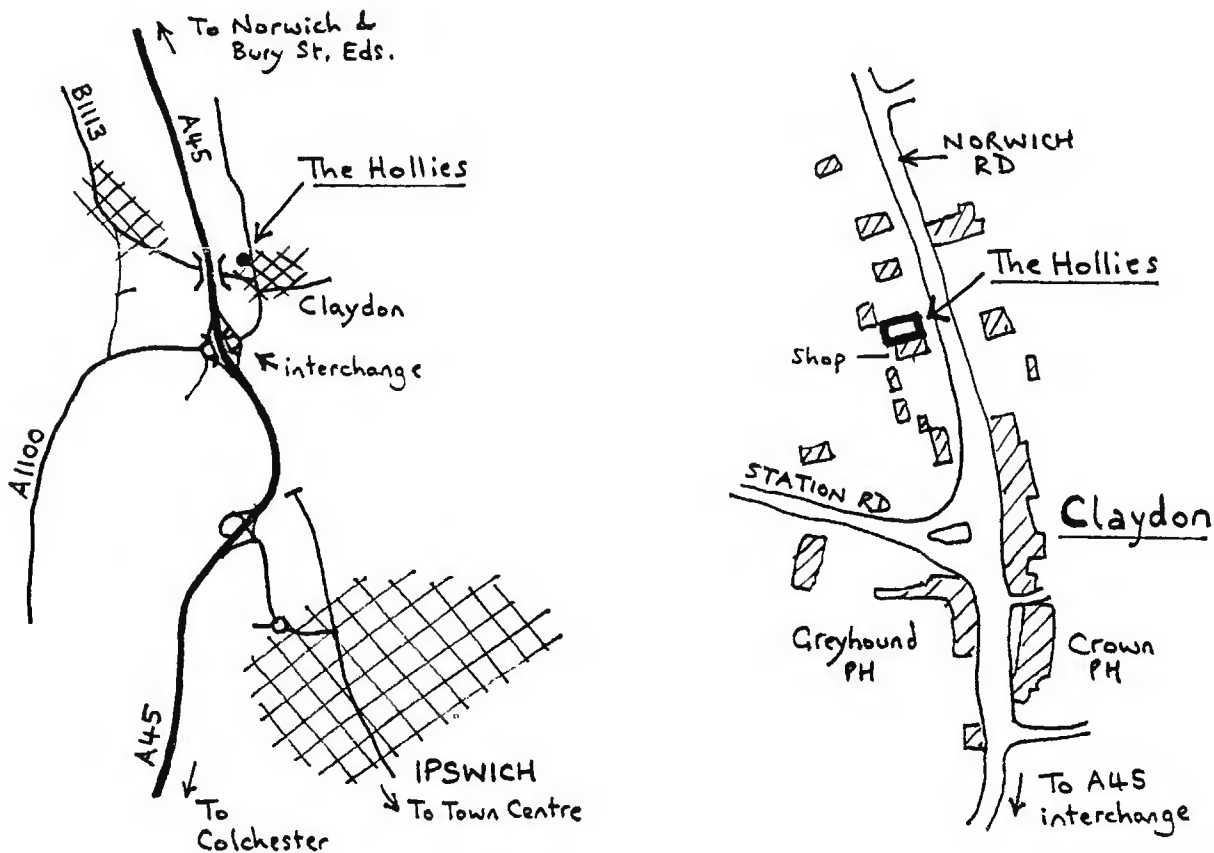 To Norwich &
Bury St. Eds.
B1113
A45
The Hollies
Claydon
interchange
A1100
A45
IPSWICH
To Town Centre
To
Colchester
NORWICH
RD
The Hollies
Shop
STATION RD
Claydon
Greyhound
PH
Crown
PH
To A45
interchange